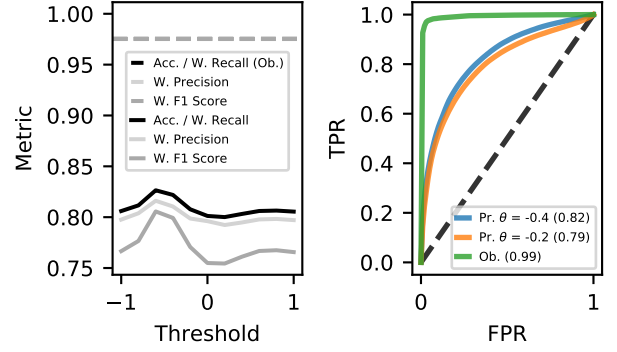 1.00
0.95
0.90
0.85
0.80
0.75
Metric
Acc. / W. Recall (Ob.)
W. Precision
W. F1 Score
Acc. / W. Recall
W. Precision
W. F1 Score
−1
0
1
Threshold
1.0
0.8
0.6
0.4
0.2
0.0
TPR
Pr. θ = -0.4 (0.82)
Pr. θ = -0.2 (0.79)
Ob. (0.99)
0
1
FPR